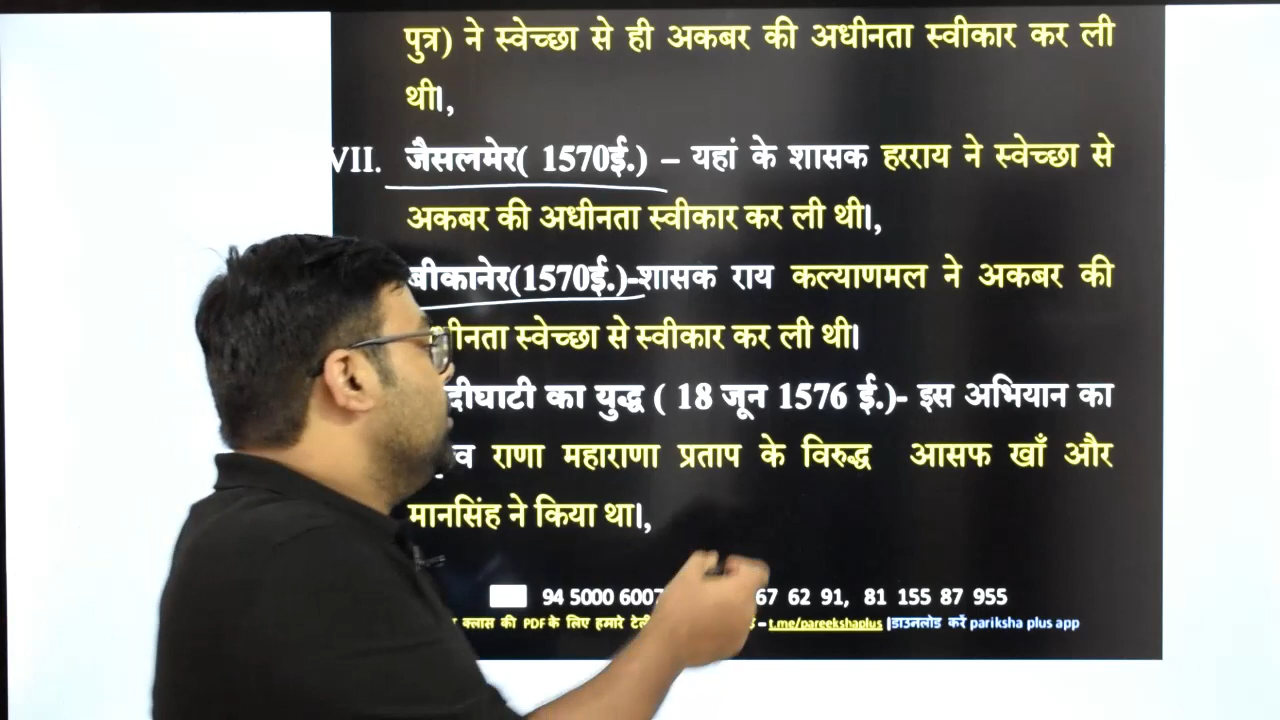 पुत्र) ने स्वेच्छा से ही अकबर की अधीनता स्वीकार कर ली
थी।,
VII. जैसलमेर( 1570ई.) – यहां के शासक हरराय ने स्वेच्छा से
अकबर की अधीनता स्वीकार कर ली थी।,
बीकानेर(1570ई.)-शासक राय कल्याणमल ने अकबर की
स्वेच्छा से स्वीकार कर ली थी।
का युद्ध ( 18 जून 1576 ई.)- इस अभियान का
राणा महाराणा प्रताप के विरुद्ध आसफ खाँ और
मानसिंह ने किया था।,
94 5000 6007 67 62 91, 81 155 87 955
क्लास की PDF के लिए हमारे – t.me/pareekshaplus |डाउनलोड करें pariksha plus app